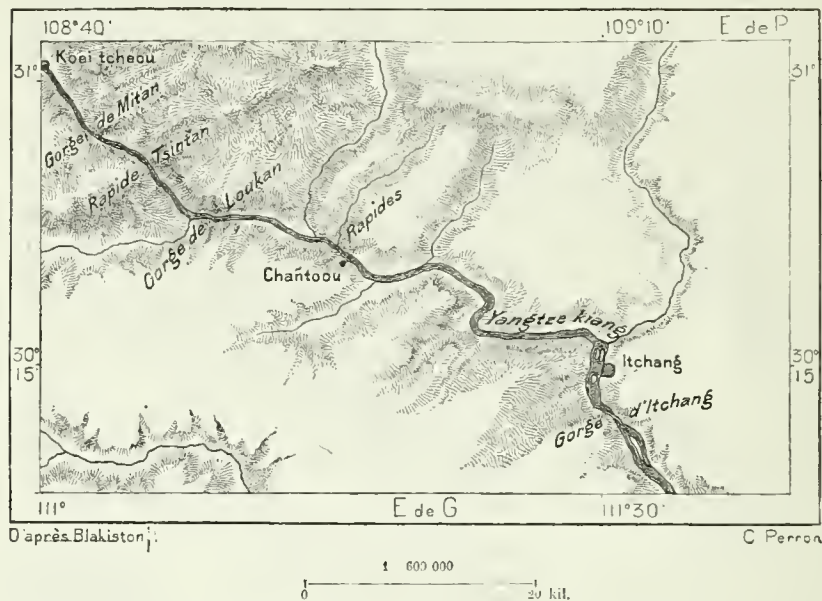 108°40' 109°10' E de P
31° 31°
Koei tcheou
Gorge de Mitan
Rapide Tsintan
Gorge de Loukan
Rapides
Chantoou
Yangtze kiang
Itchang
30° 15' 30° 15'
Gorge d'Itchang
111° E de G 111°30'
D'après Blakiston C Perron
1 600 000
0 20 kil.